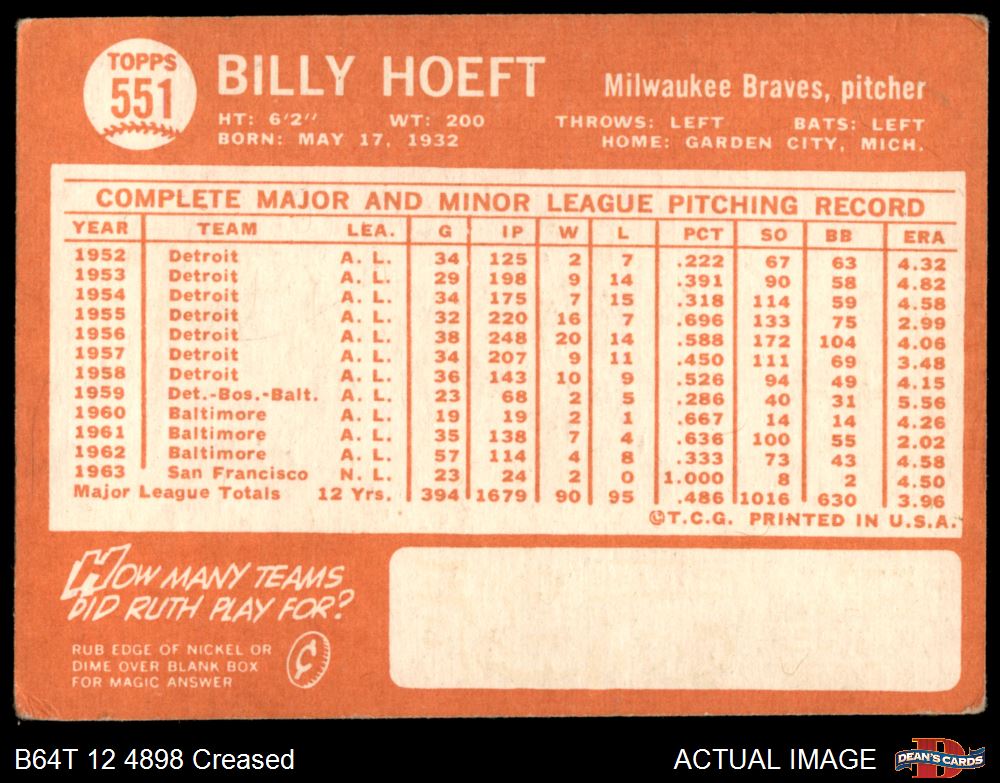 TOPPS
551
BILLY HOEFT
Milwaukee Braves, pitcher
HT: 6'2" WT: 200 THROWS: LEFT BATS: LEFT
BORN: MAY 17, 1932 HOME: GARDEN CITY, MICH.
COMPLETE MAJOR AND MINOR LEAGUE PITCHING RECORD
YEAR TEAM LEA. G IP W L PCT SO BB ERA
1952 Detroit A. L. 34 125 2 7 .222 67 63 4.32
1953 Detroit A. L. 29 198 9 14 .391 90 58 4.82
1954 Detroit A. L. 34 175 7 15 .318 114 59 4.58
1955 Detroit A. L. 32 220 16 7 .696 133 75 2.99
1956 Detroit A. L. 38 248 20 14 .588 172 104 4.06
1957 Detroit A. L. 34 207 9 11 .450 111 69 3.48
1958 Detroit A. L. 36 143 10 9 .526 94 49 4.15
1959 Det.-Bos.-Balt. A. L. 23 68 2 5 .286 40 31 5.56
1960 Baltimore A. L. 19 19 2 1 .667 14 14 4.26
1961 Baltimore A. L. 35 138 7 4 .636 100 55 2.02
1962 Baltimore A. L. 57 114 4 8 .333 73 43 4.58
1963 San Francisco N. L. 23 24 2 0 1.000 8 2 4.50
Major League Totals 12 Yrs. 394 1679 90 95 .486 1016 630 3.96
©T.C.G. PRINTED IN U.S.A.
HOW MANY TEAMS
DID RUTH PLAY FOR?
RUB EDGE OF NICKEL OR
DIME OVER BLANK BOX
FOR MAGIC ANSWER
¢
B64T 12 4898 Creased
ACTUAL IMAGE
DEAN'S CARDS